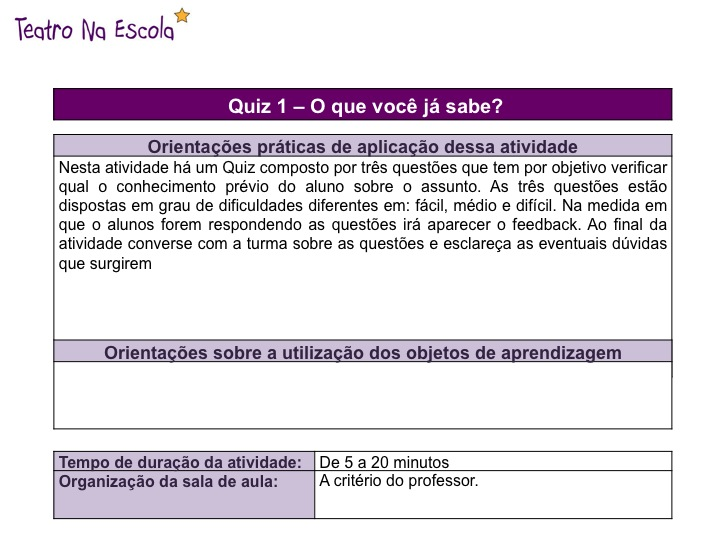 Teatro Na Escola
Quiz 1 – O que você já sabe?
Orientações práticas de aplicação dessa atividade
Nesta atividade há um Quiz composto por três questões que tem por objetivo verificar
qual o conhecimento prévio do aluno sobre o assunto. As três questões estão
dispostas em grau de dificuldades diferentes em: fácil, médio e difícil. Na medida em
que o alunos forem respondendo as questões irá aparecer o feedback. Ao final da
atividade converse com a turma sobre as questões e esclareça as eventuais dúvidas
que surgirem
Orientações sobre a utilização dos objetos de aprendizagem
Tempo de duração da atividade: De 5 a 20 minutos
Organização da sala de aula: A critério do professor.